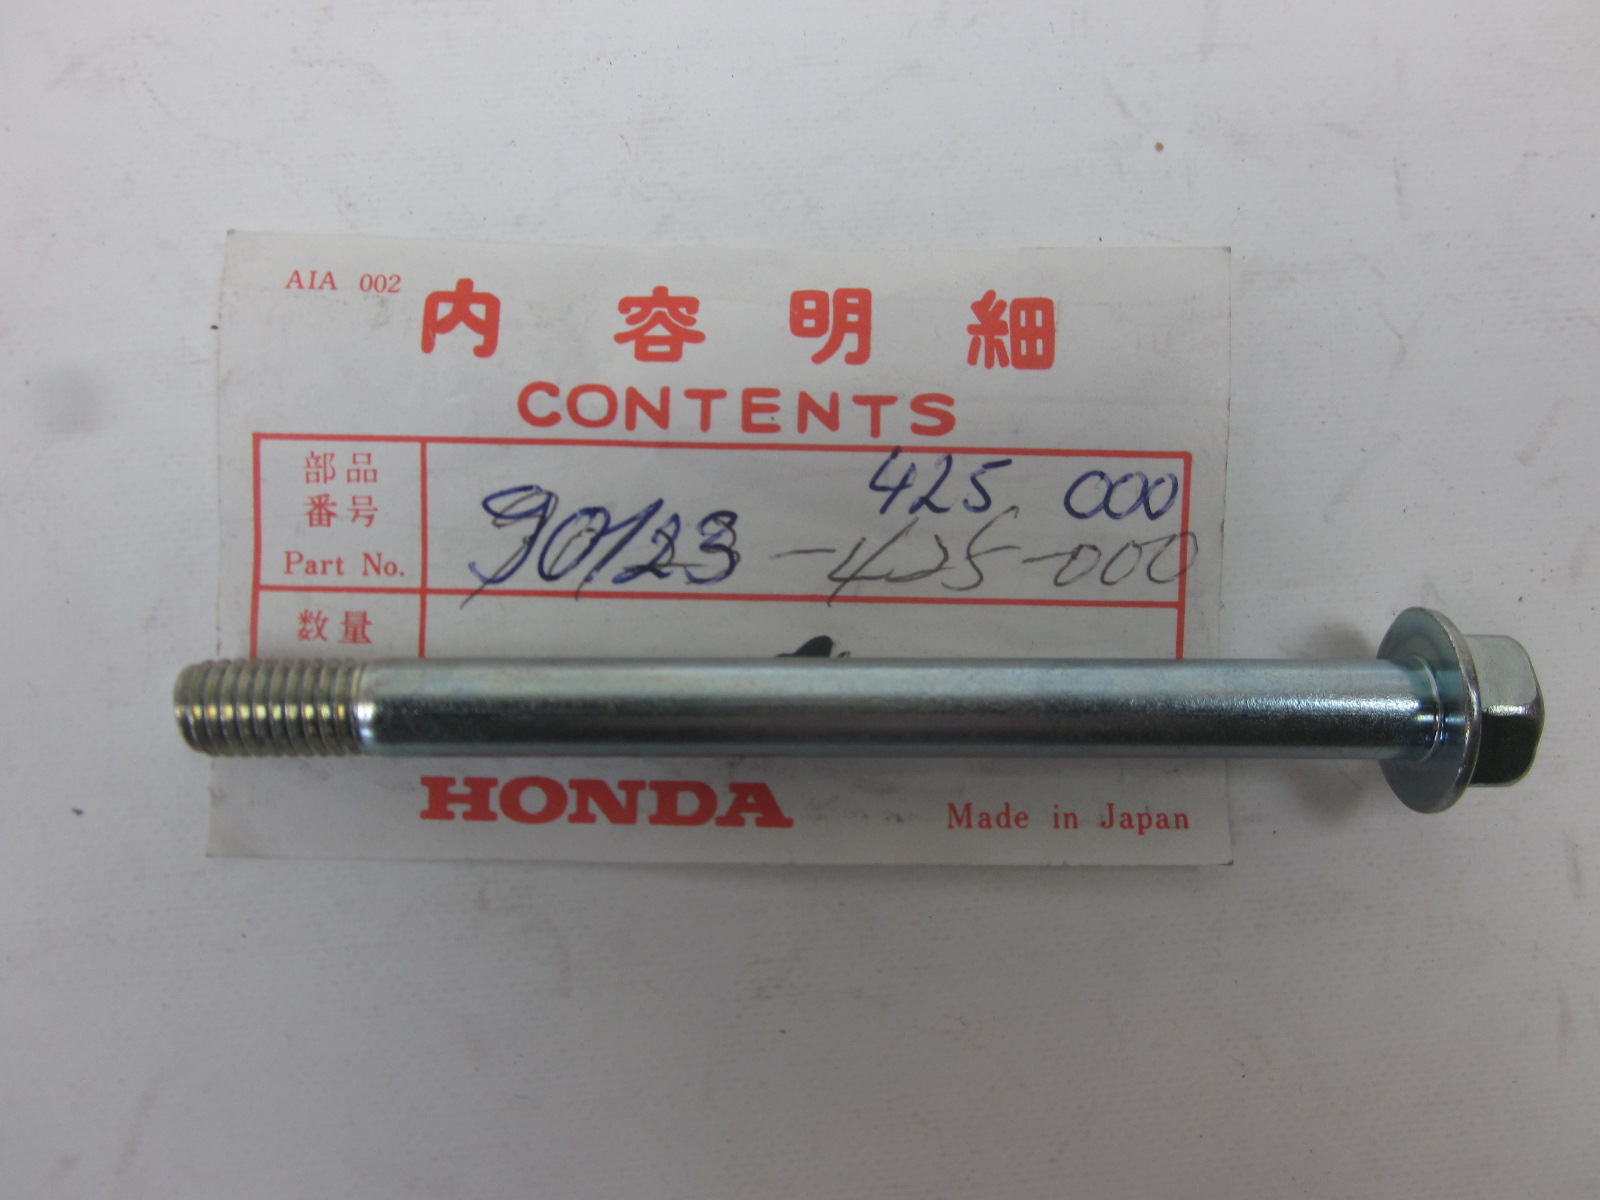 AIA 002
内容明細
CONTENTS
部品
番号
Part No.
425 000
90123 -425-000
数量
HONDA
Made in Japan